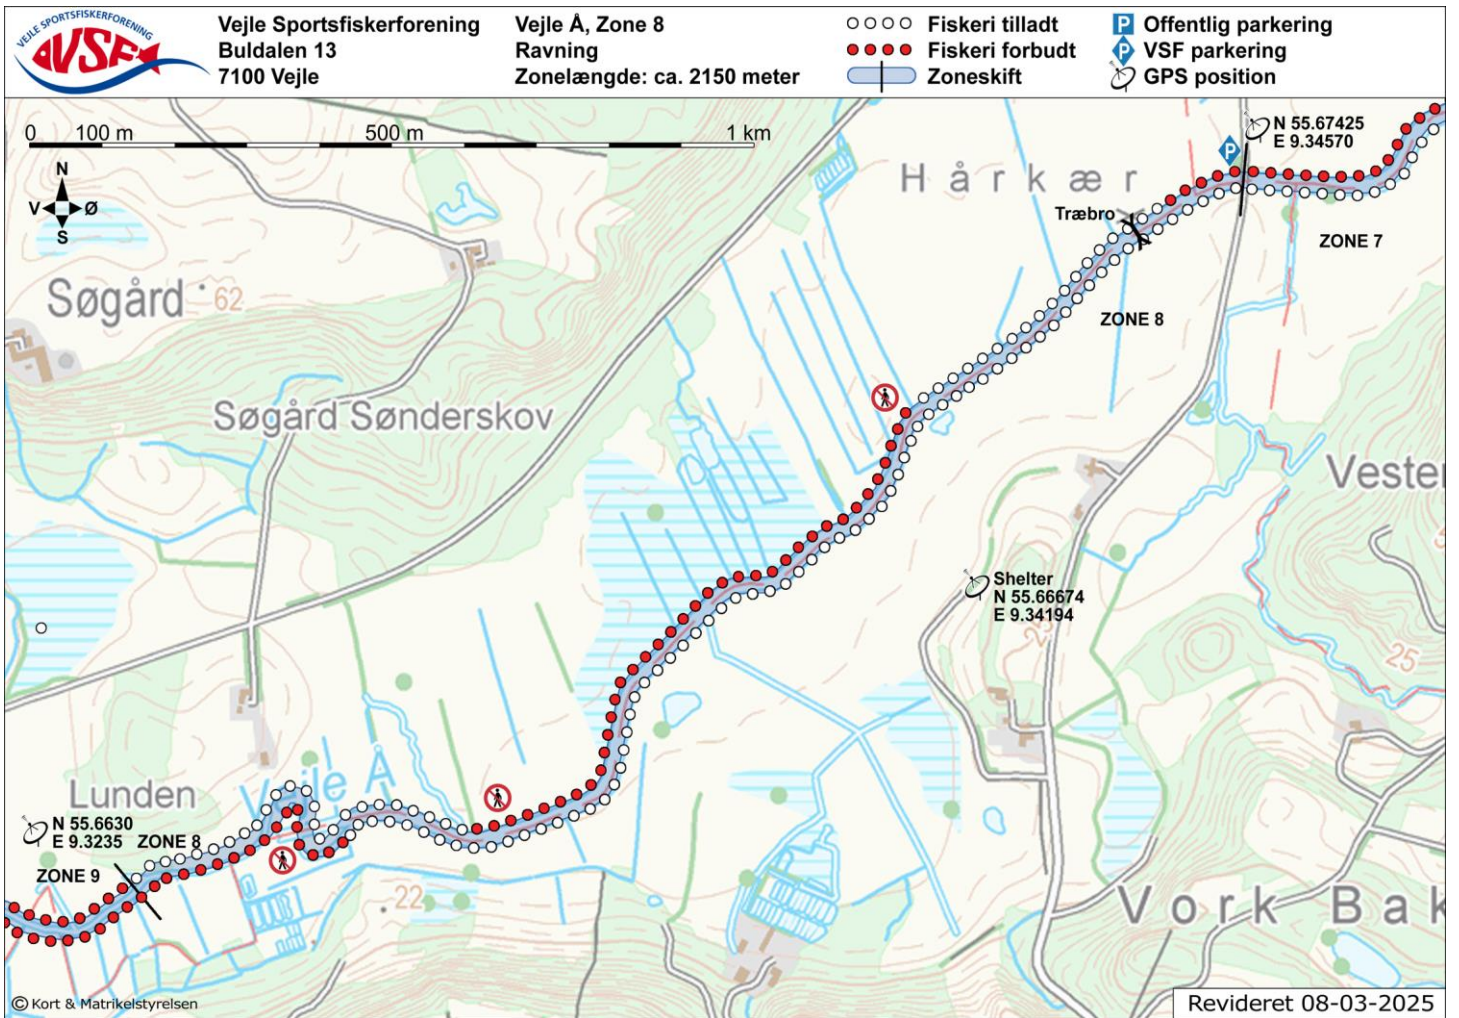 VEJLE SPORTSFISKERFORENING
VSF
Vejle Sportsfiskerforening
Buldalen 13
7100 Vejle
Vejle Å, Zone 8
Ravning
Zonelængde: ca. 2150 meter
Fiskeri tilladt
Fiskeri forbudt
Zoneskift
P Offentlig parkering
P VSF parkering
GPS position
0 100 m 500 m 1 km
N
V Ø
S
N 55.67425
E 9.34570
P
Hårkær
Træbro
ZONE 7
ZONE 8
Søgård
62
Søgård Sønderskov
Vester
Shelter
N 55.66674
E 9.34194
25
25
Vejle Å
Lunden
N 55.6630
E 9.3235
ZONE 8
ZONE 9
22
Vork Bak
© Kort & Matrikelstyrelsen
Revideret 08-03-2025